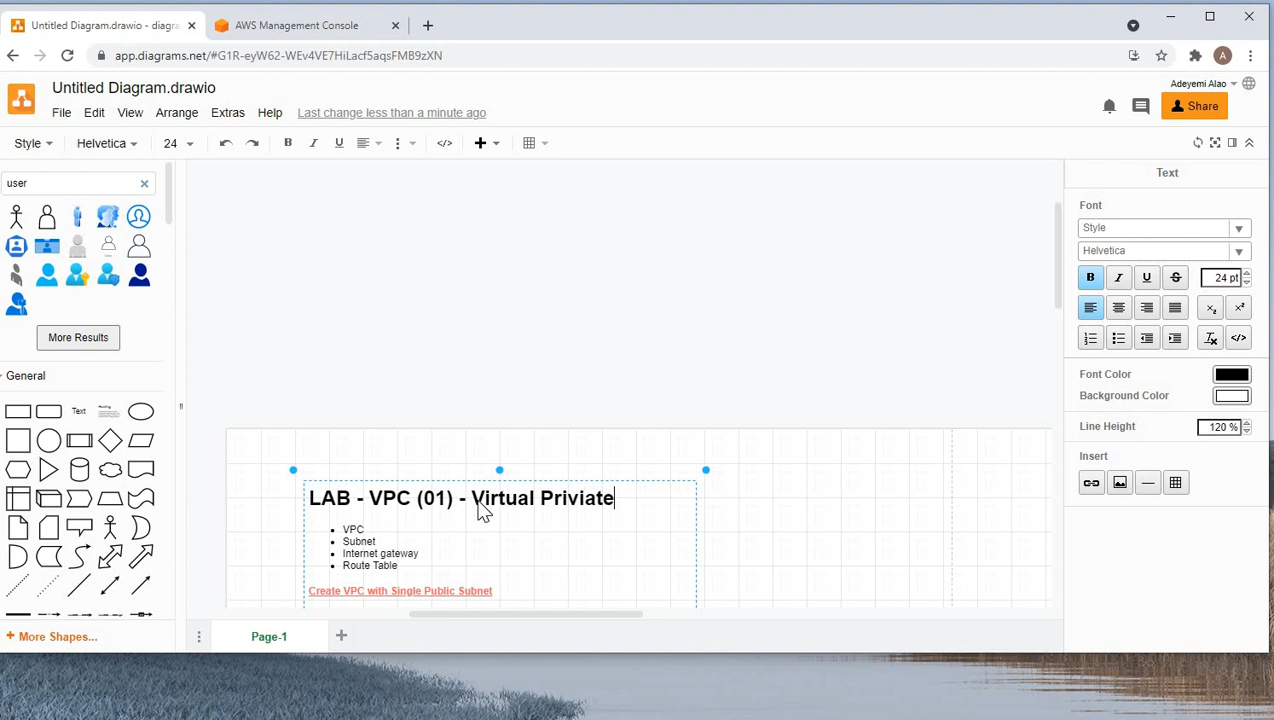 Untitled Diagram.drawio - diagra
AWS Management Console
app.diagrams.net/#G1R-eyW62-WEv4VE7HiLacf5aqsFMB9zXN
A
Untitled Diagram.drawio
Adeyemi Alao
File Edit View Arrange Extras Help Last change less than a minute ago
Share
Style Helvetica 24 B I U </>
user
Text
Font
Style
Helvetica
B I U S 24 pt
More Results
Font Color
General
Background Color
Text Heading
Line Height 120 %
Insert
LAB - VPC (01) - Virtual Priviate
VPC
Subnet
Internet gateway
Route Table
Create VPC with Single Public Subnet
+ More Shapes...
Page-1